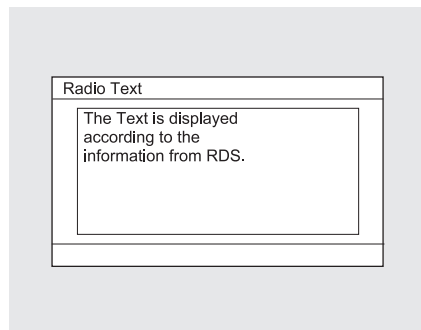 Radio Text
The Text is displayed
according to the
information from RDS.